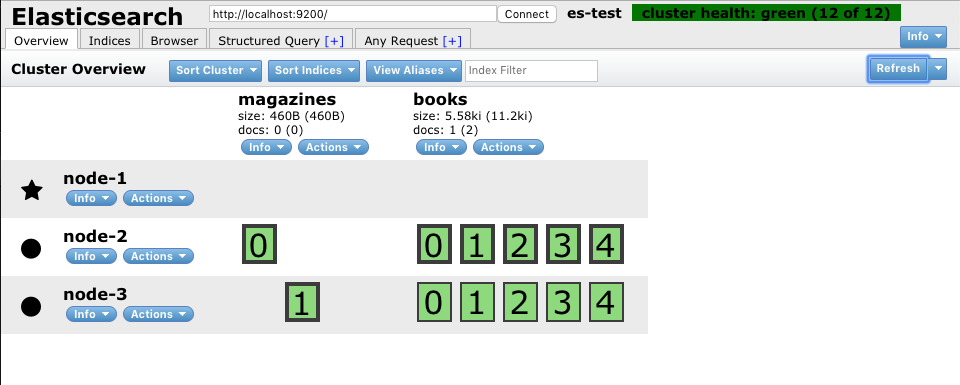 Elasticsearch http://localhost:9200/ Connect es-test cluster health: green (12 of 12)
Overview Indices Browser Structured Query [+] Any Request [+] Info
Cluster Overview Sort Cluster Sort Indices View Aliases Index Filter Refresh
magazines books
size: 460B (460B) size: 5.58ki (11.2ki)
docs: 0 (0) docs: 1 (2)
Info Actions Info Actions
node-1
Info Actions
node-2 0 0 1 2 3 4
Info Actions
node-3 1 0 1 2 3 4
Info Actions